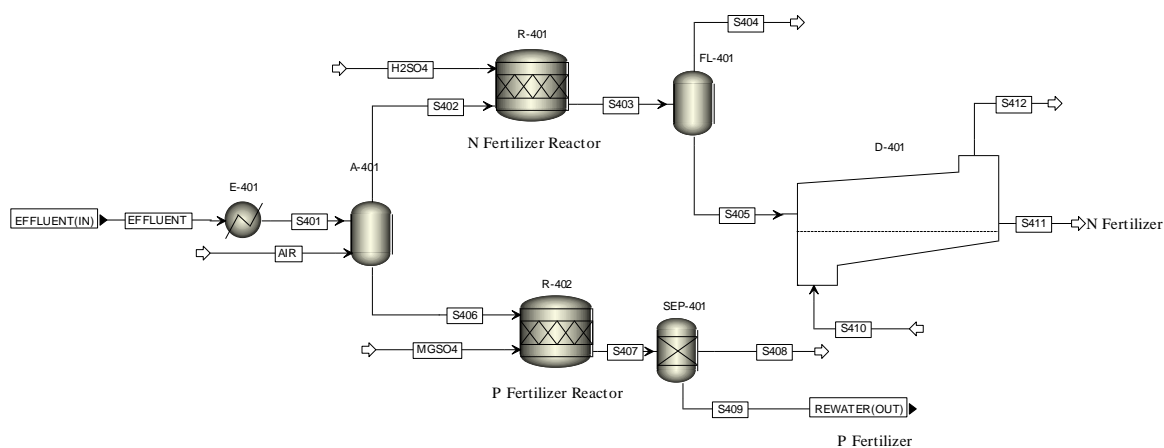 S404
R-401
FL-401
H2SO4
S402
S403
S412
N Fertilizer Reactor
D-401
A-401
E-401
EFFLUENT(IN)
EFFLUENT
S401
S405
S411
N Fertilizer
AIR
R-402
SEP-401
S406
S410
MGSO4
S407
S408
P Fertilizer Reactor
S409
REWATER(OUT)
P Fertilizer